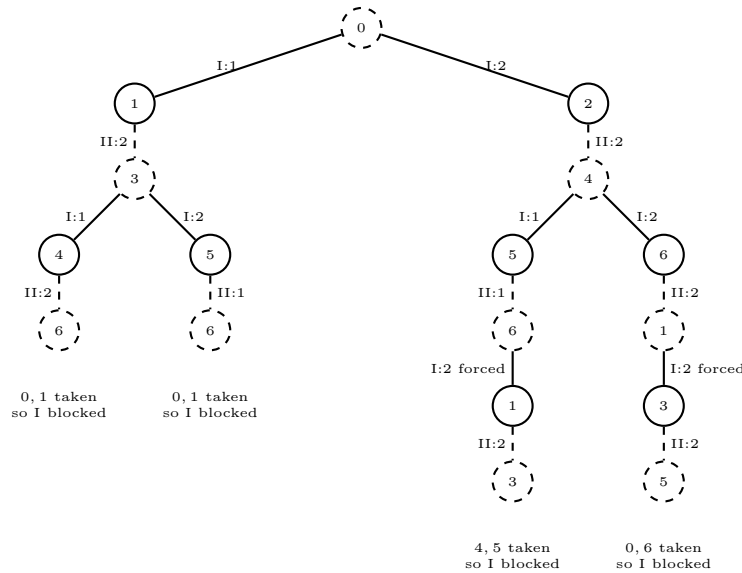 0
I:1
I:2
1
2
II:2
II:2
3
4
I:1
I:2
I:1
I:2
4
5
5
6
II:2
II:1
II:1
II:2
6
6
6
1
I:2 forced
I:2 forced
0, 1 taken
so I blocked
0, 1 taken
so I blocked
1
3
II:2
II:2
3
5
4, 5 taken
so I blocked
0, 6 taken
so I blocked